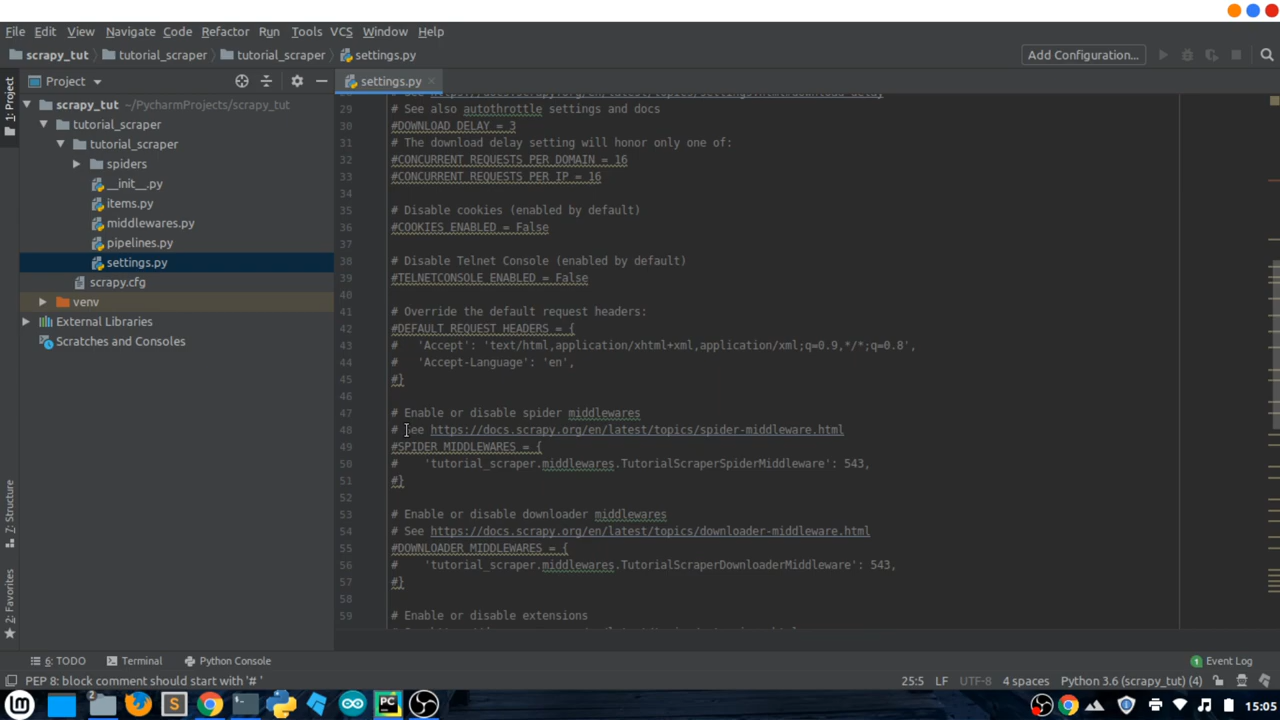 File Edit View Navigate Code Refactor Run Tools VCS Window Help
scrapy_tut tutorial_scraper tutorial_scraper settings.py Add Configuration...
Project settings.py
1: Project
scrapy_tut ~/PycharmProjects/scrapy_tut
tutorial_scraper
tutorial_scraper
spiders
__init__.py
items.py
middlewares.py
pipelines.py
settings.py
scrapy.cfg
venv
External Libraries
Scratches and Consoles
7: Structure
2: Favorites
29 # See also autothrottle settings and docs
30 #DOWNLOAD_DELAY = 3
31 # The download delay setting will honor only one of:
32 #CONCURRENT_REQUESTS_PER_DOMAIN = 16
33 #CONCURRENT_REQUESTS_PER_IP = 16
34
35 # Disable cookies (enabled by default)
36 #COOKIES_ENABLED = False
37
38 # Disable Telnet Console (enabled by default)
39 #TELNETCONSOLE_ENABLED = False
40
41 # Override the default request headers:
42 #DEFAULT_REQUEST_HEADERS = {
43 #   'Accept': 'text/html,application/xhtml+xml,application/xml;q=0.9,*/*;q=0.8',
44 #   'Accept-Language': 'en',
45 #}
46
47 # Enable or disable spider middlewares
48 # See https://docs.scrapy.org/en/latest/topics/spider-middleware.html
49 #SPIDER_MIDDLEWARES = {
50 #    'tutorial_scraper.middlewares.TutorialScraperSpiderMiddleware': 543,
51 #}
52
53 # Enable or disable downloader middlewares
54 # See https://docs.scrapy.org/en/latest/topics/downloader-middleware.html
55 #DOWNLOADER_MIDDLEWARES = {
56 #    'tutorial_scraper.middlewares.TutorialScraperDownloaderMiddleware': 543,
57 #}
58
59 # Enable or disable extensions
6: TODO Terminal Python Console 1 Event Log
PEP 8: block comment should start with '# ' 25:5 LF UTF-8 4 spaces Python 3.6 (scrapy_tut) (4)
2 S PC 15:05